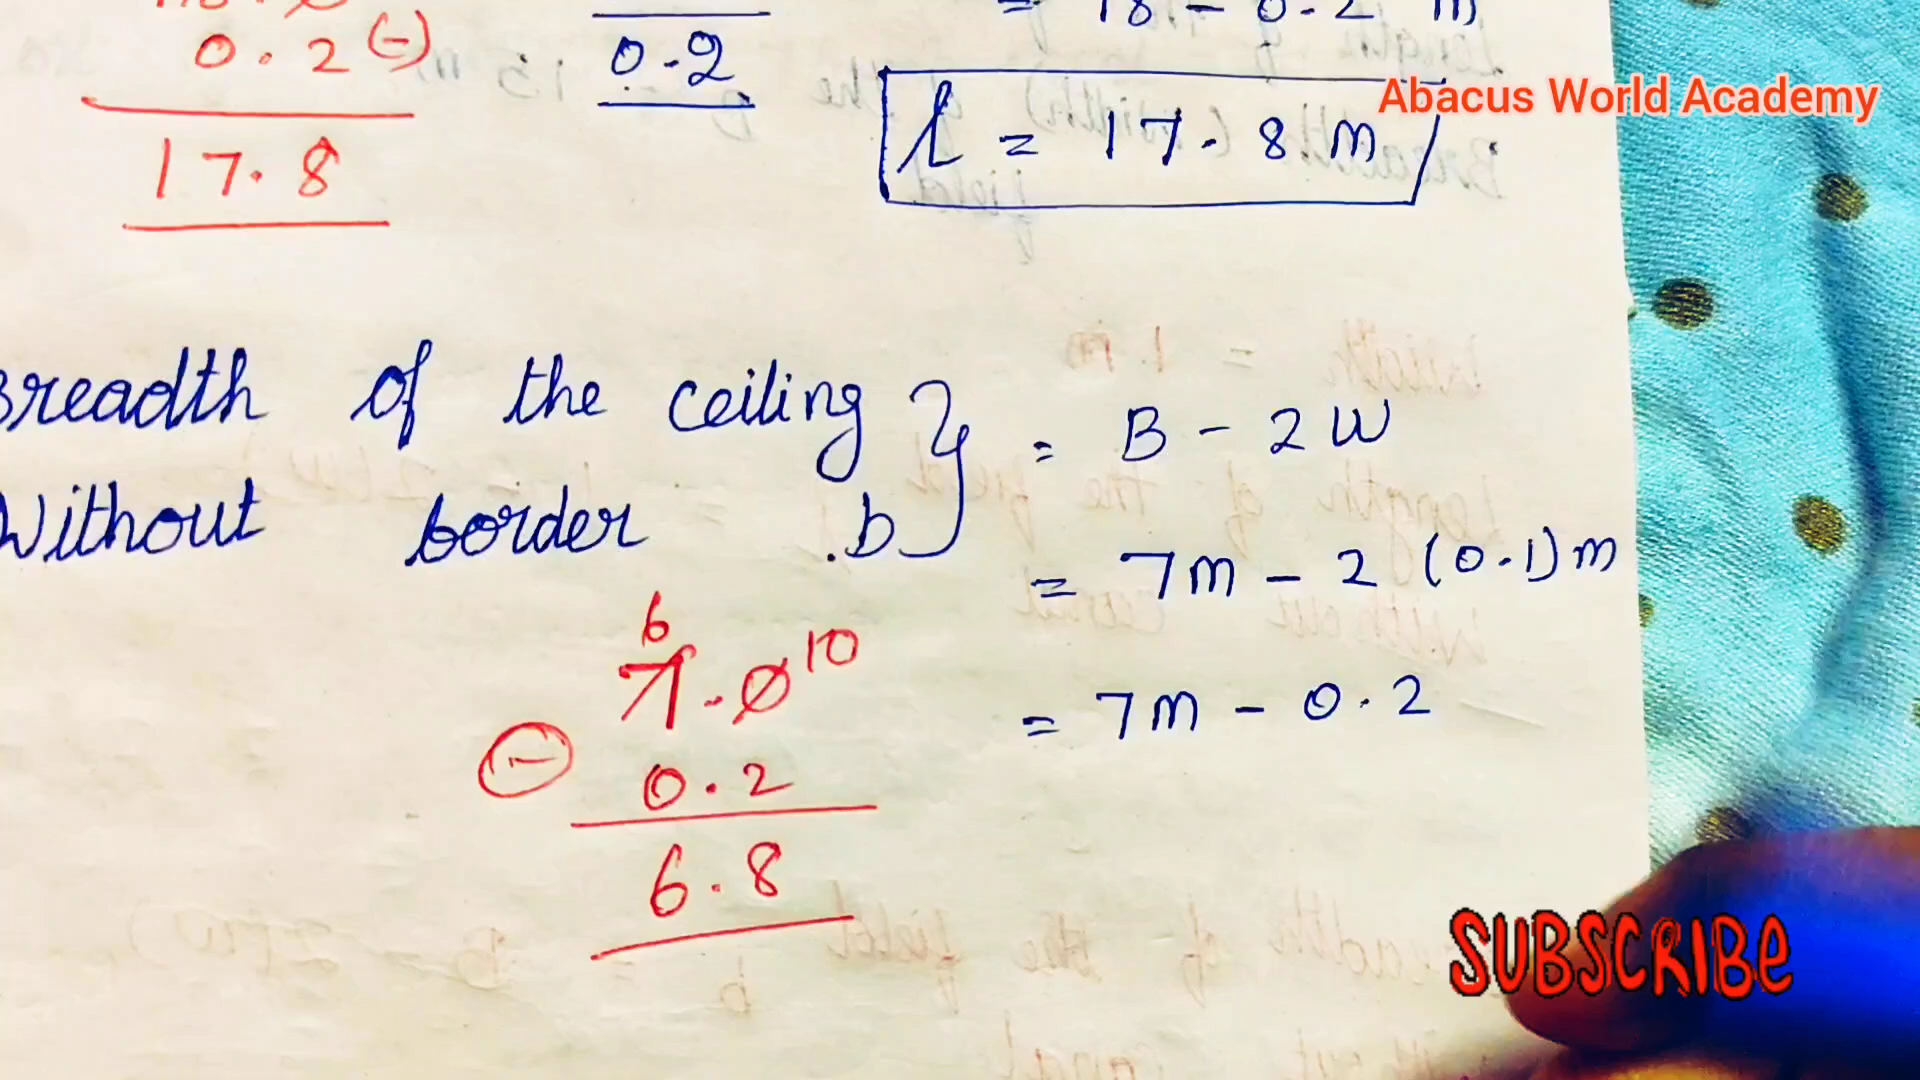 0.2 (-)
17.8
0.2
= 18 - 0.2 m
l = 17.8 m
Abacus World Academy
Breadth of the ceiling } = B - 2W
Without border .b
= 7m - 2 (0.1)m
6
7.0 10
= 7m - 0.2
(-) 0.2
6.8
SUBSCRIBe